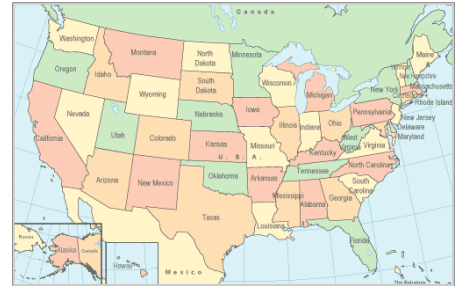 Canada
Washington
Montana
North
Dakota
Minnesota
Maine
Oregon
Idaho
South
Dakota
Wisconsin
Michigan
New York
Massachusetts
Rhode Island
Wyoming
Iowa
Pennsylvania
New Jersey
Nebraska
Nevada
Utah
Illinois
Indiana
Ohio
Delaware
Maryland
West
Virginia
Virginia
Colorado
Kansas
Missouri
Kentucky
California
U. S. A.
North Carolina
Tennessee
Oklahoma
Arkansas
Arizona
New Mexico
South
Carolina
Mississippi
Alabama
Georgia
Texas
Louisiana
Florida
Russia
Alaska
Canada
Hawaii
Mexico
The Bahamas